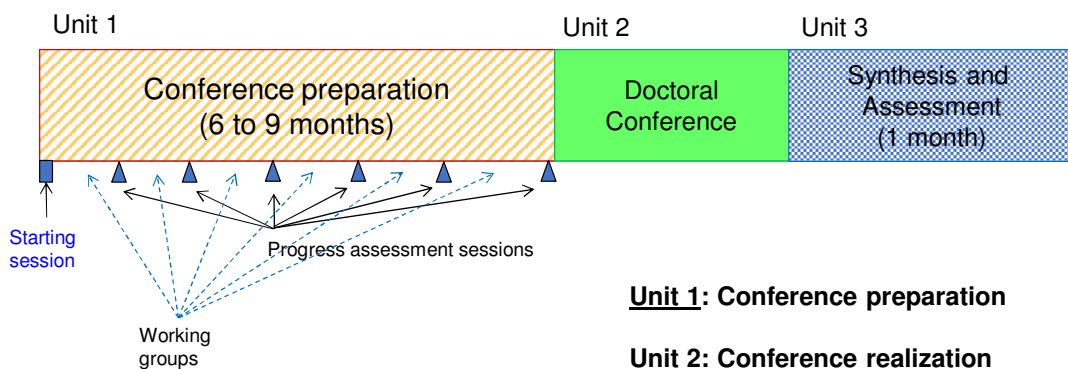 Unit 1
Unit 2
Unit 3
Conference preparation
(6 to 9 months)
Doctoral
Conference
Synthesis and
Assessment
(1 month)
Starting
session
Progress assessment sessions
Working
groups
Unit 1: Conference preparation
Unit 2: Conference realization